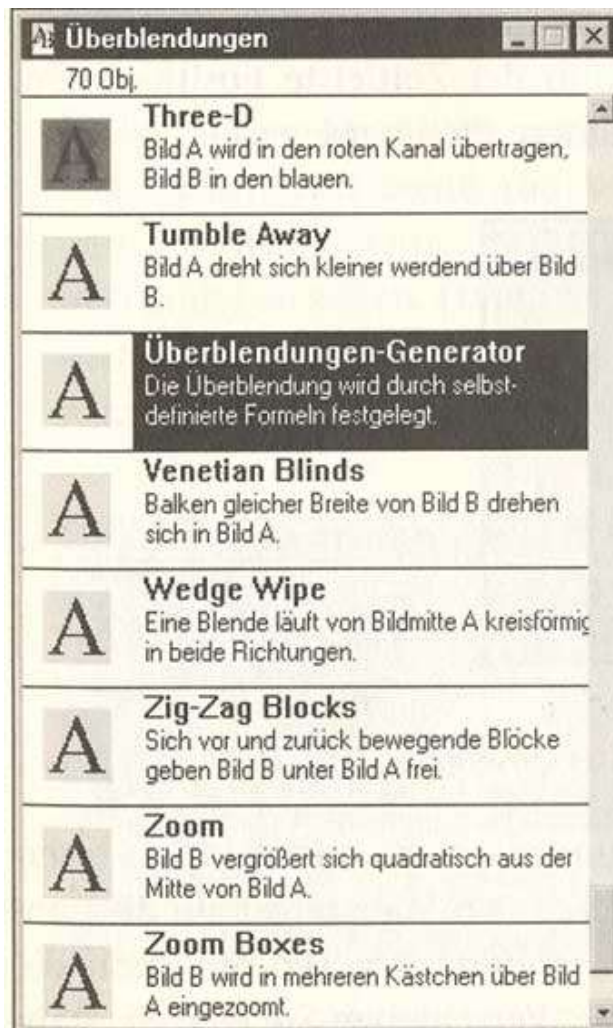 Überblendungen
70 Obj.
Three-D
Bild A wird in den roten Kanal übertragen,
Bild B in den blauen.
Tumble Away
Bild A dreht sich kleiner werdend über Bild
B.
Überblendungen-Generator
Die Überblendung wird durch selbst-
definierte Formeln festgelegt.
Venetian Blinds
Balken gleicher Breite von Bild B drehen
sich in Bild A.
Wedge Wipe
Eine Blende läuft von Bildmitte A kreisförmig
in beide Richtungen.
Zig-Zag Blocks
Sich vor und zurück bewegende Blöcke
geben Bild B unter Bild A frei.
Zoom
Bild B vergrößert sich quadratisch aus der
Mitte von Bild A.
Zoom Boxes
Bild B wird in mehreren Kästchen über Bild
A eingezoomt.
A
A
A
A
A
A
A
A